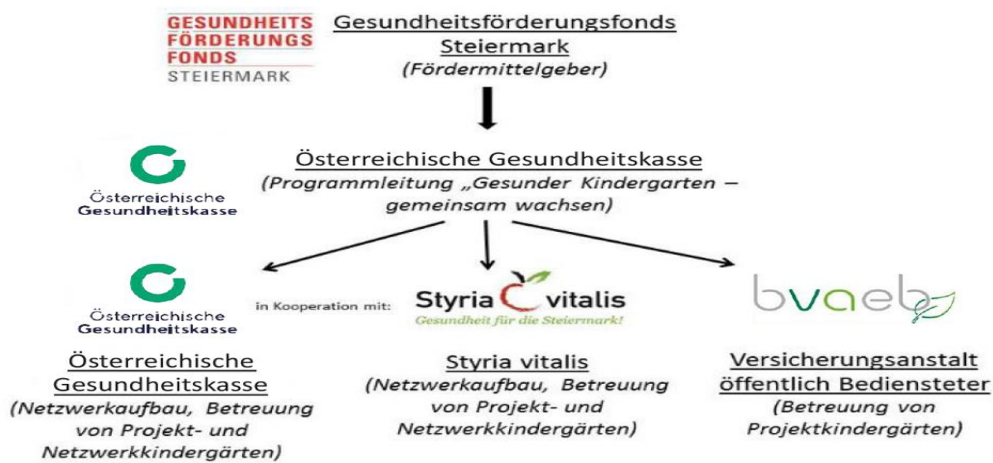 GESUNDHEITS
FÖRDERUNGS
FONDS
STEIERMARK
Gesundheitsförderungsfonds
Steiermark
(Fördermittelgeber)
Österreichische
Gesundheitskasse
Österreichische Gesundheitskasse
(Programmleitung „Gesunder Kindergarten –
gemeinsam wachsen)
Österreichische
Gesundheitskasse
in Kooperation mit:
Styria vitalis
Gesundheit für die Steiermark!
bvaeb
Österreichische
Gesundheitskasse
(Netzwerkaufbau, Betreuung
von Projekt- und
Netzwerkkindergärten)
Styria vitalis
(Netzwerkaufbau, Betreuung
von Projekt- und
Netzwerkkindergärten)
Versicherungsanstalt
öffentlich Bediensteter
(Betreuung von
Projektkindergärten)